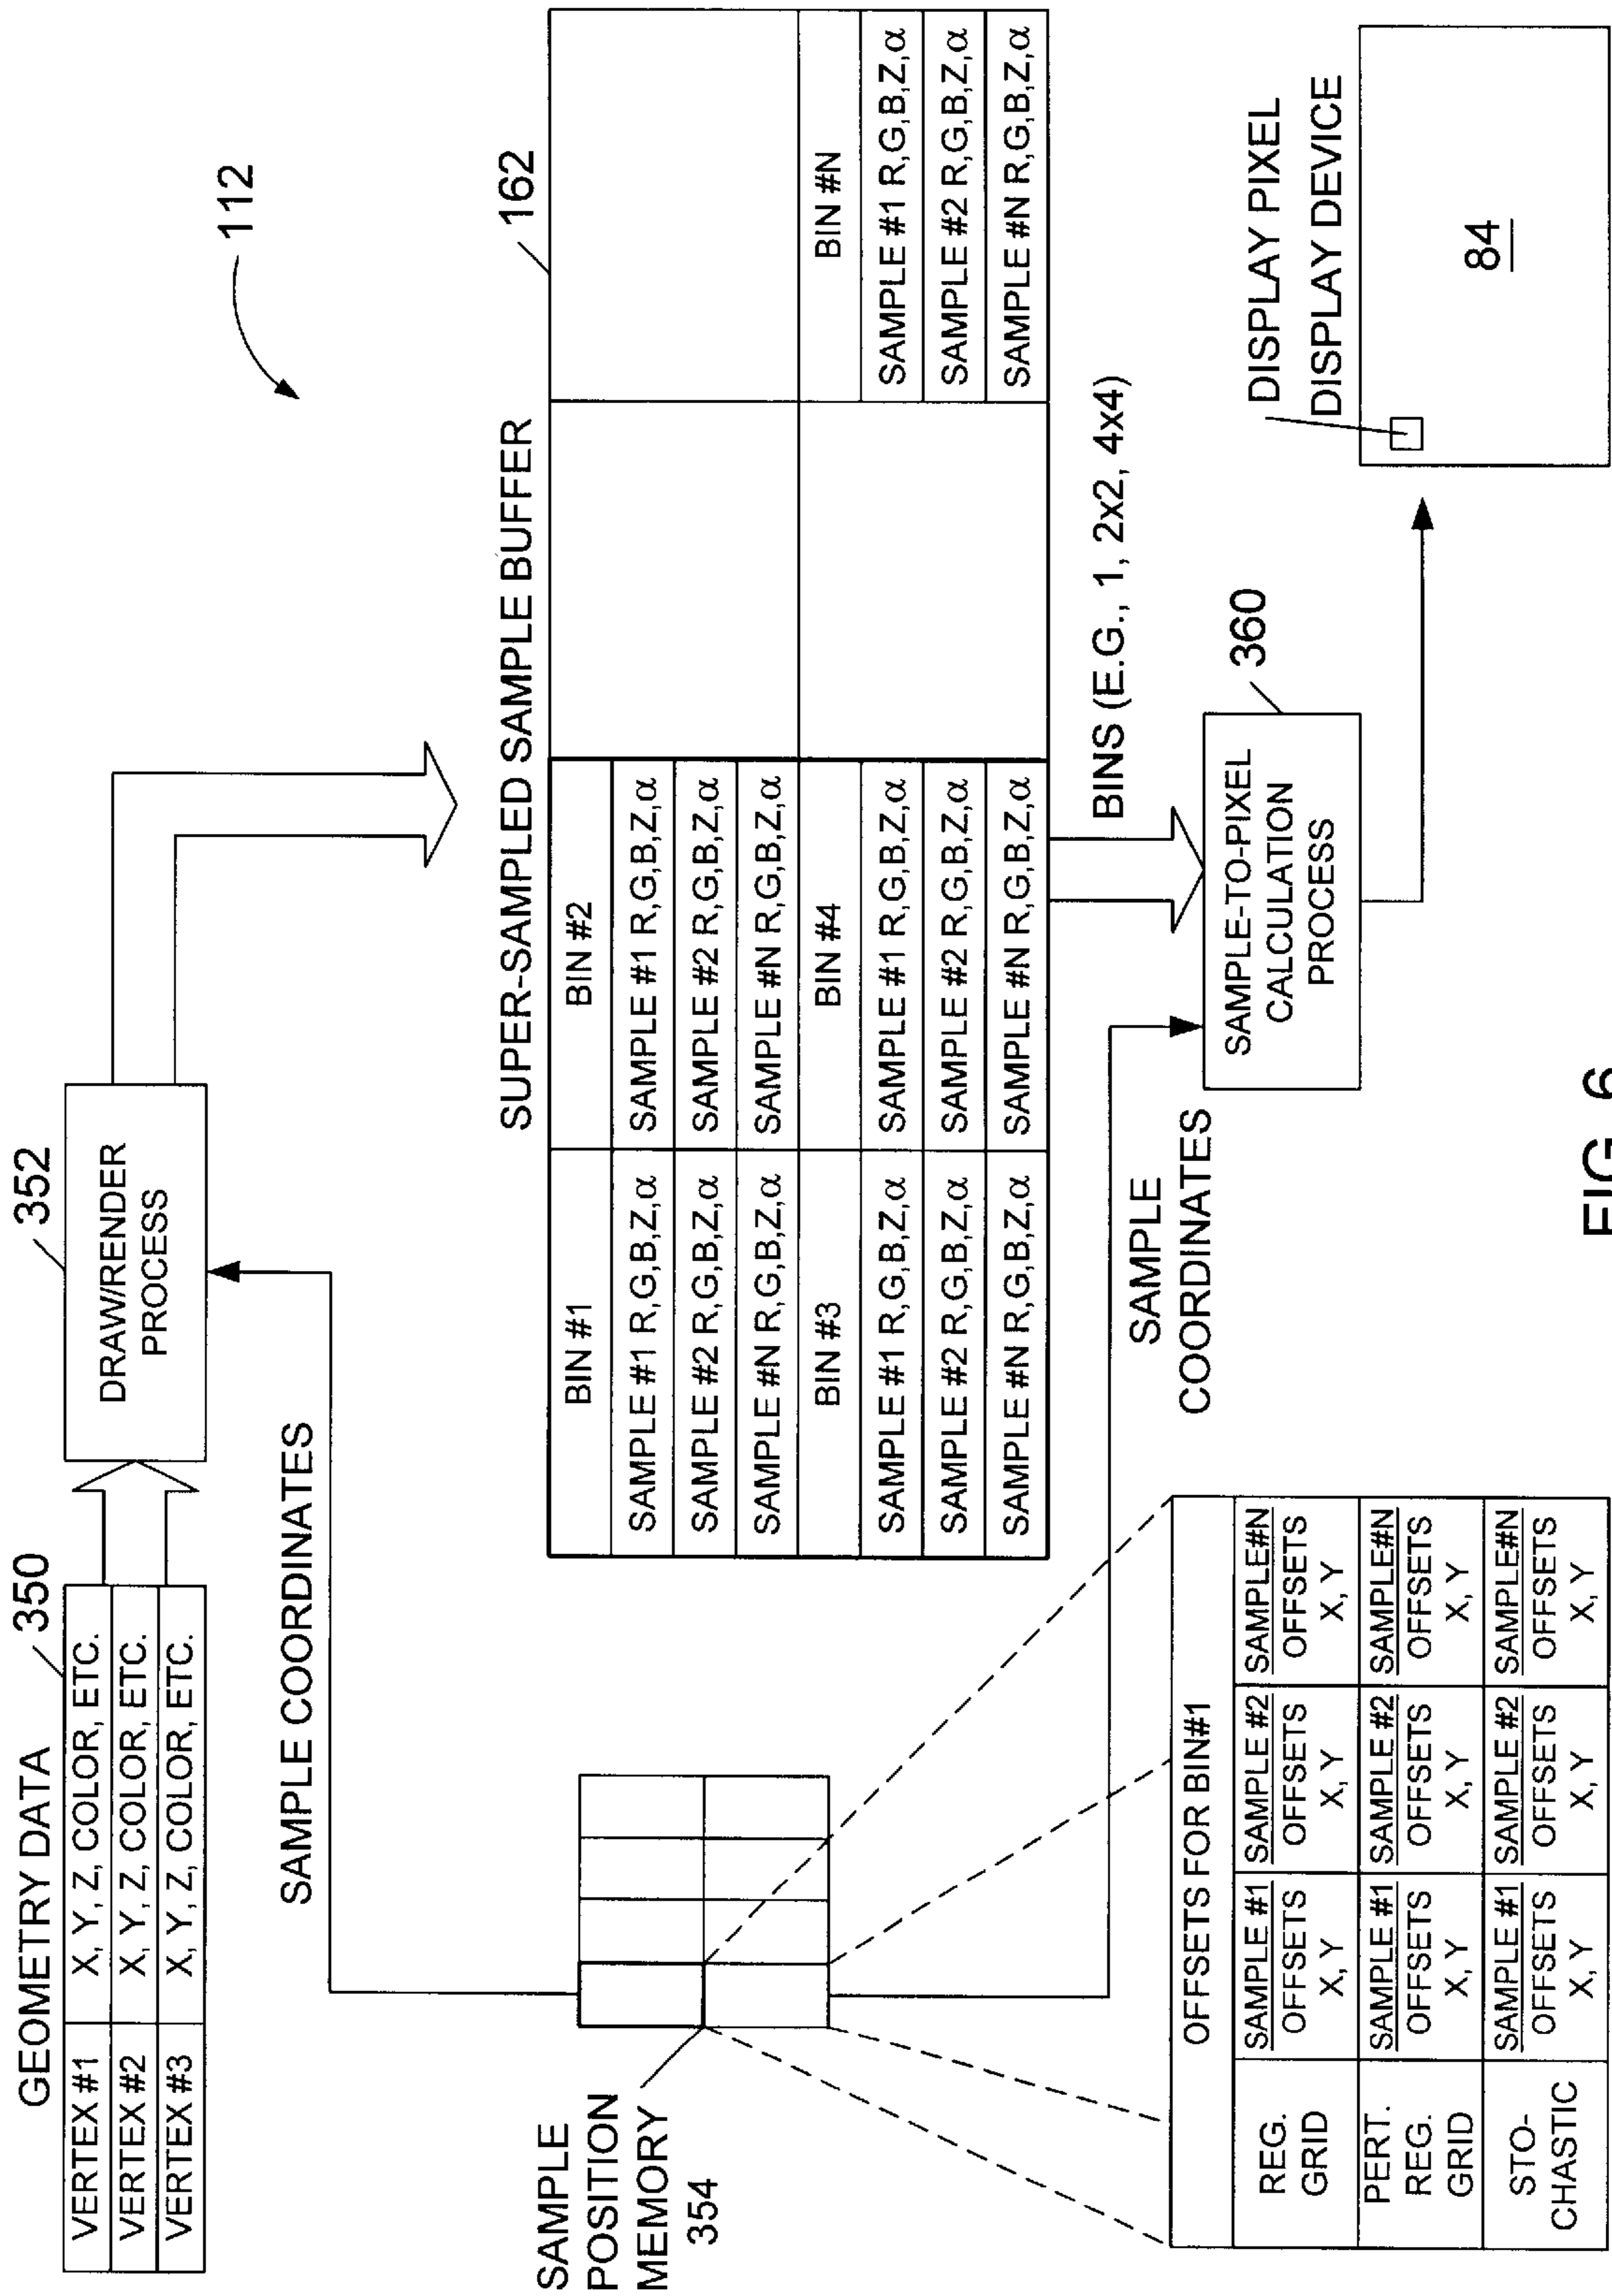 GEOMETRY DATA
350
VERTEX #1 X, Y, Z, COLOR, ETC.
VERTEX #2 X, Y, Z, COLOR, ETC.
VERTEX #3 X, Y, Z, COLOR, ETC.
352
DRAW/RENDER
PROCESS
112
SAMPLE COORDINATES
SUPER-SAMPLED SAMPLE BUFFER
162
BIN #1
SAMPLE #1 R,G,B,Z,α
SAMPLE #2 R,G,B,Z,α
SAMPLE #N R,G,B,Z,α
BIN #2
SAMPLE #1 R,G,B,Z,α
SAMPLE #2 R,G,B,Z,α
SAMPLE #N R,G,B,Z,α
BIN #3
SAMPLE #1 R,G,B,Z,α
SAMPLE #2 R,G,B,Z,α
SAMPLE #N R,G,B,Z,α
BIN #4
SAMPLE #1 R,G,B,Z,α
SAMPLE #2 R,G,B,Z,α
SAMPLE #N R,G,B,Z,α
BIN #N
SAMPLE #1 R,G,B,Z,α
SAMPLE #2 R,G,B,Z,α
SAMPLE #N R,G,B,Z,α
SAMPLE
POSITION
MEMORY
354
SAMPLE
COORDINATES
BINS (E.G., 1, 2x2, 4x4)
360
SAMPLE-TO-PIXEL
CALCULATION
PROCESS
DISPLAY PIXEL
DISPLAY DEVICE
84
OFFSETS FOR BIN#1
REG.
GRID
SAMPLE #1
OFFSETS
X, Y
SAMPLE #2
OFFSETS
X, Y
SAMPLE#N
OFFSETS
X, Y
PERT.
REG.
GRID
SAMPLE #1
OFFSETS
X, Y
SAMPLE #2
OFFSETS
X, Y
SAMPLE#N
OFFSETS
X, Y
STO-
CHASTIC
SAMPLE #1
OFFSETS
X, Y
SAMPLE #2
OFFSETS
X, Y
SAMPLE#N
OFFSETS
X, Y
FIG. 6